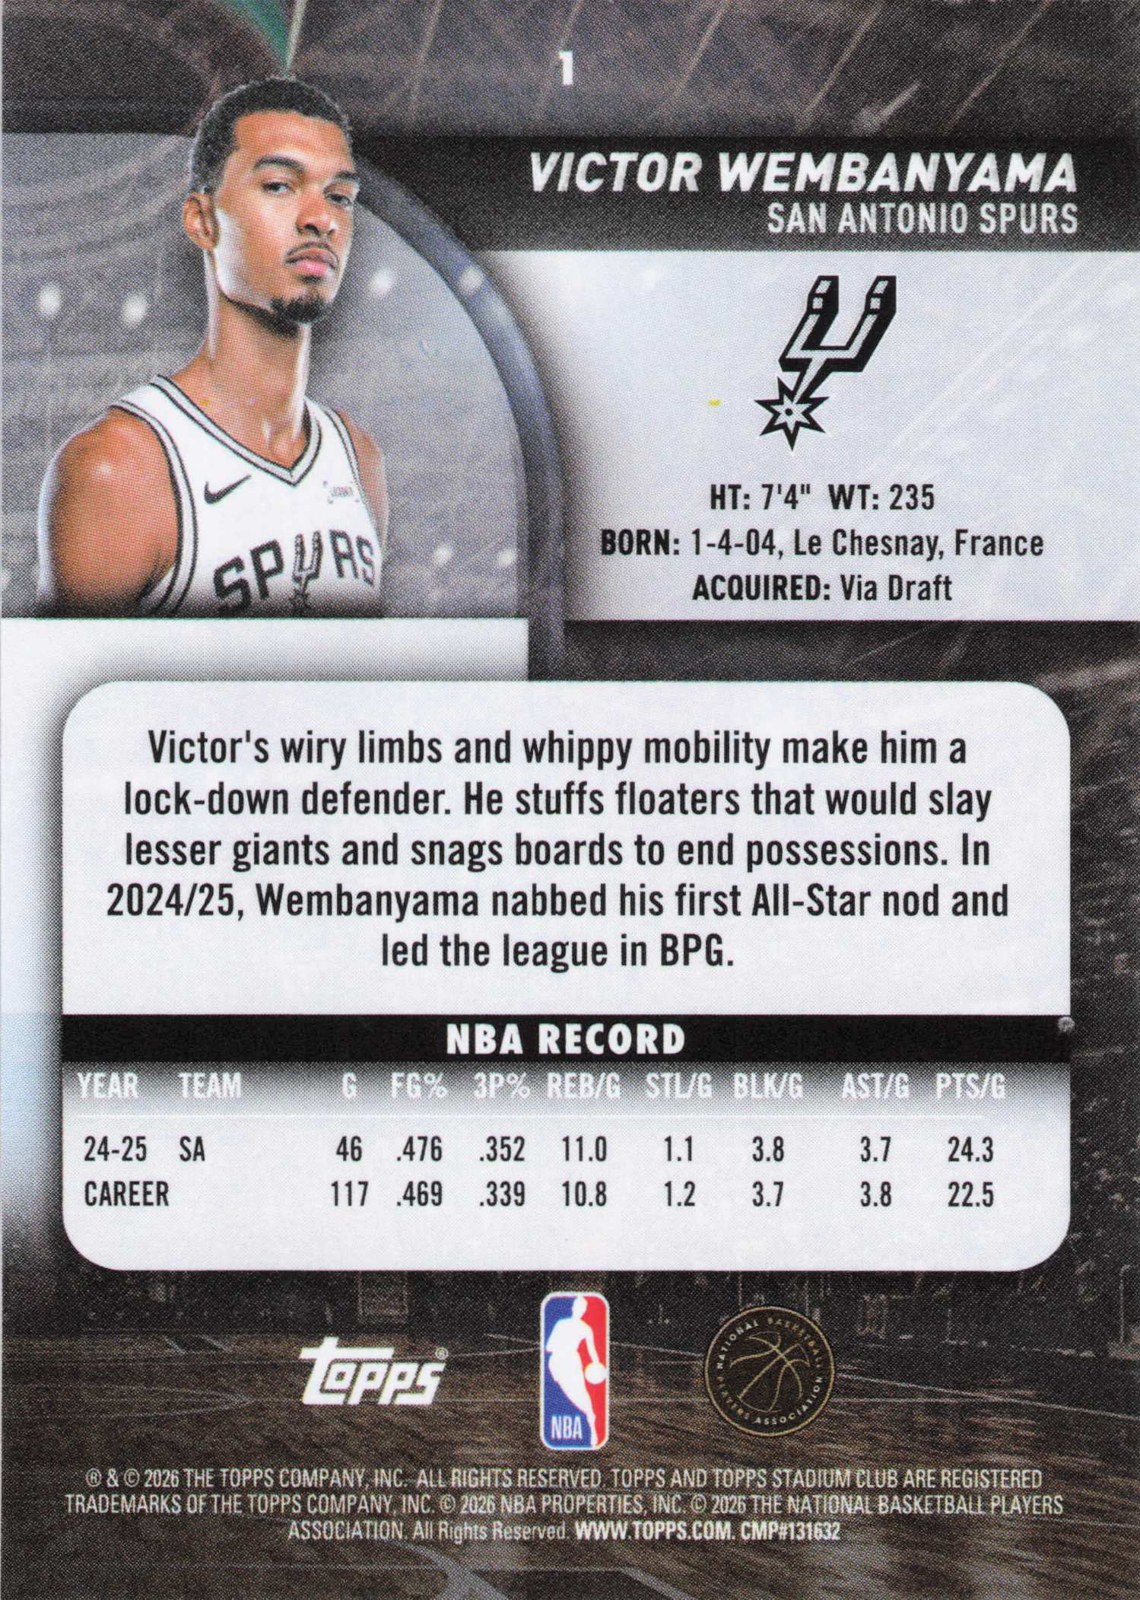 1
VICTOR WEMBANYAMA
SAN ANTONIO SPURS
HT: 7'4" WT: 235
BORN: 1-4-04, Le Chesnay, France
ACQUIRED: Via Draft
SPURS
Victor's wiry limbs and whippy mobility make him a
lock-down defender. He stuffs floaters that would slay
lesser giants and snags boards to end possessions. In
2024/25, Wembanyama nabbed his first All-Star nod and
led the league in BPG.
NBA RECORD
YEAR TEAM G FG% 3P% REB/G STL/G BLK/G AST/G PTS/G
24-25 SA 46 .476 .352 11.0 1.1 3.8 3.7 24.3
CAREER 117 .469 .339 10.8 1.2 3.7 3.8 22.5
Topps®
NBA
NATIONAL BASKETBALL PLAYERS ASSOCIATION
® & © 2026 THE TOPPS COMPANY, INC. ALL RIGHTS RESERVED. TOPPS AND TOPPS STADIUM CLUB ARE REGISTERED
TRADEMARKS OF THE TOPPS COMPANY, INC. © 2026 NBA PROPERTIES, INC. © 2026 THE NATIONAL BASKETBALL PLAYERS
ASSOCIATION. All Rights Reserved. WWW.TOPPS.COM. CMP#131632